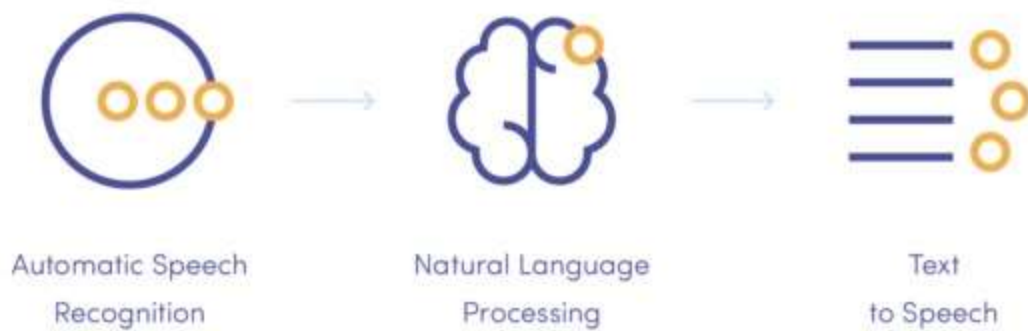 Automatic Speech
Recognition
Natural Language
Processing
Text
to Speech